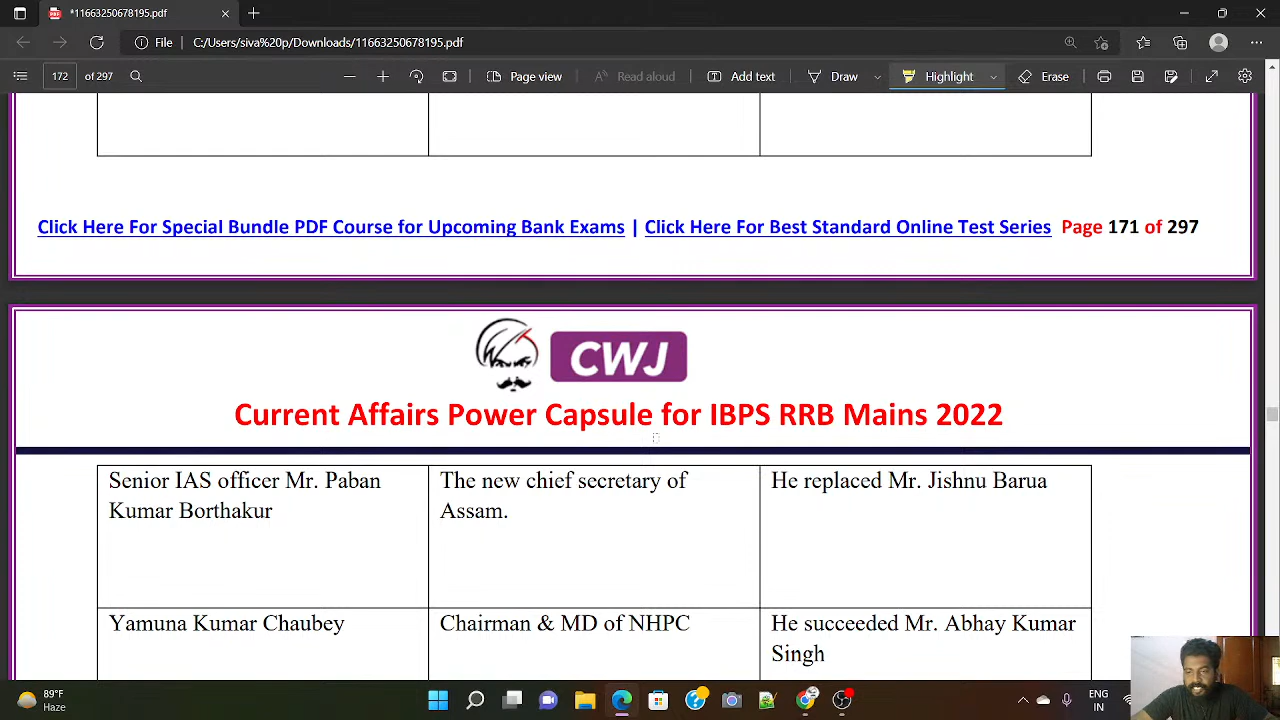 *11663250678195.pdf
File C:/Users/siva%20p/Downloads/11663250678195.pdf
172 of 297 Page view Read aloud Add text Draw Highlight Erase
Click Here For Special Bundle PDF Course for Upcoming Bank Exams | Click Here For Best Standard Online Test Series Page 171 of 297
CWJ
Current Affairs Power Capsule for IBPS RRB Mains 2022
Senior IAS officer Mr. Paban
Kumar Borthakur
The new chief secretary of
Assam.
He replaced Mr. Jishnu Barua
Yamuna Kumar Chaubey
Chairman & MD of NHPC
He succeeded Mr. Abhay Kumar
Singh
89°F
Haze
ENG
IN